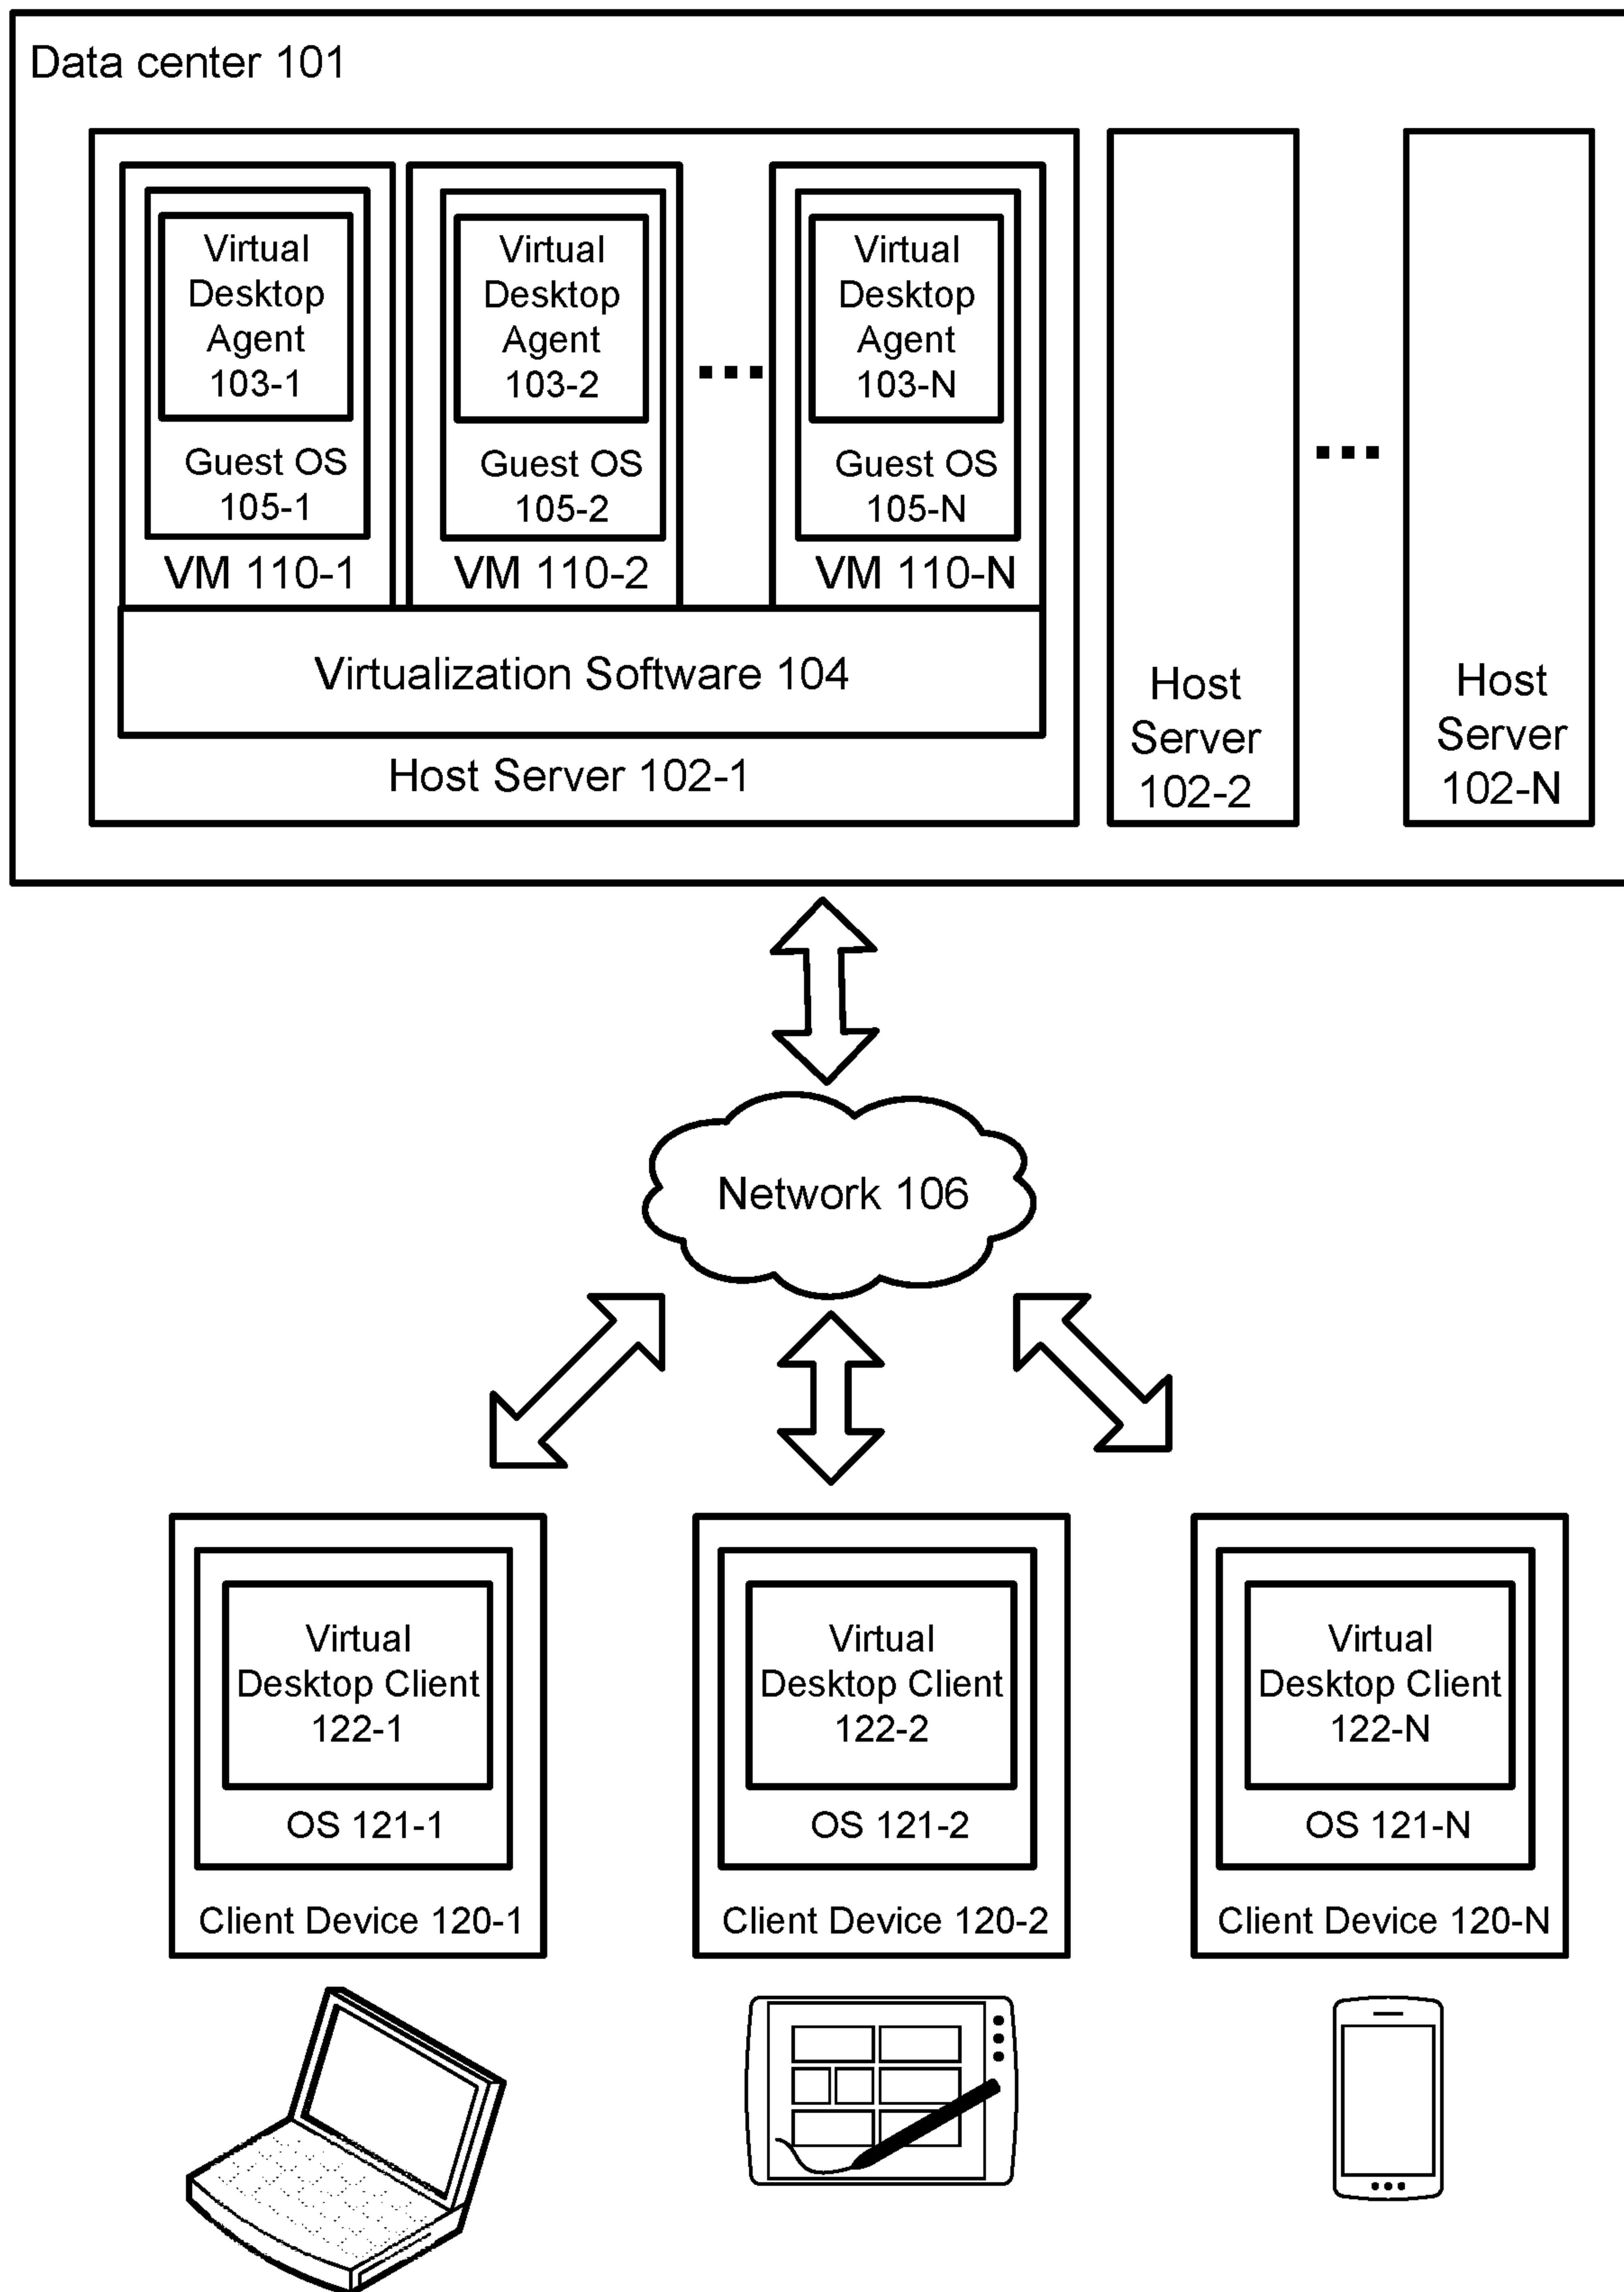 Data center 101
Virtual
Desktop
Agent
103-1
Guest OS
105-1
VM 110-1
Virtual
Desktop
Agent
103-2
Guest OS
105-2
VM 110-2
Virtual
Desktop
Agent
103-N
Guest OS
105-N
VM 110-N
Virtualization Software 104
Host Server 102-1
Host
Server
102-2
Host
Server
102-N
Network 106
Virtual
Desktop Client
122-1
OS 121-1
Client Device 120-1
Virtual
Desktop Client
122-2
OS 121-2
Client Device 120-2
Virtual
Desktop Client
122-N
OS 121-N
Client Device 120-N